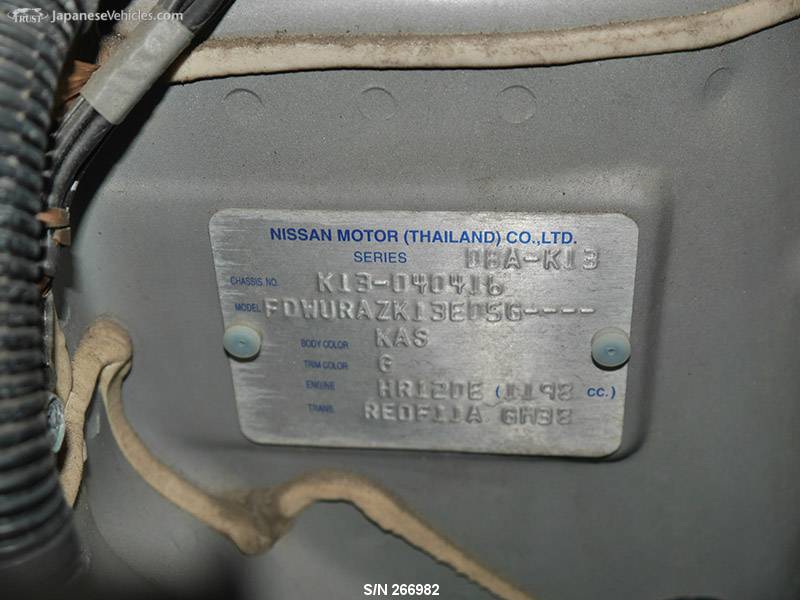 TRUST JapaneseVehicles.com
NISSAN MOTOR (THAILAND) CO.,LTD.
SERIES DBA-K13
CHASSIS NO. K13-040416
MODEL FDWURAZK13EDSG----
BODY COLOR KAS
TRIM COLOR G
ENGINE HR12DE (1198 CC.)
TRANS. RE0F11A GH38
S/N 266982